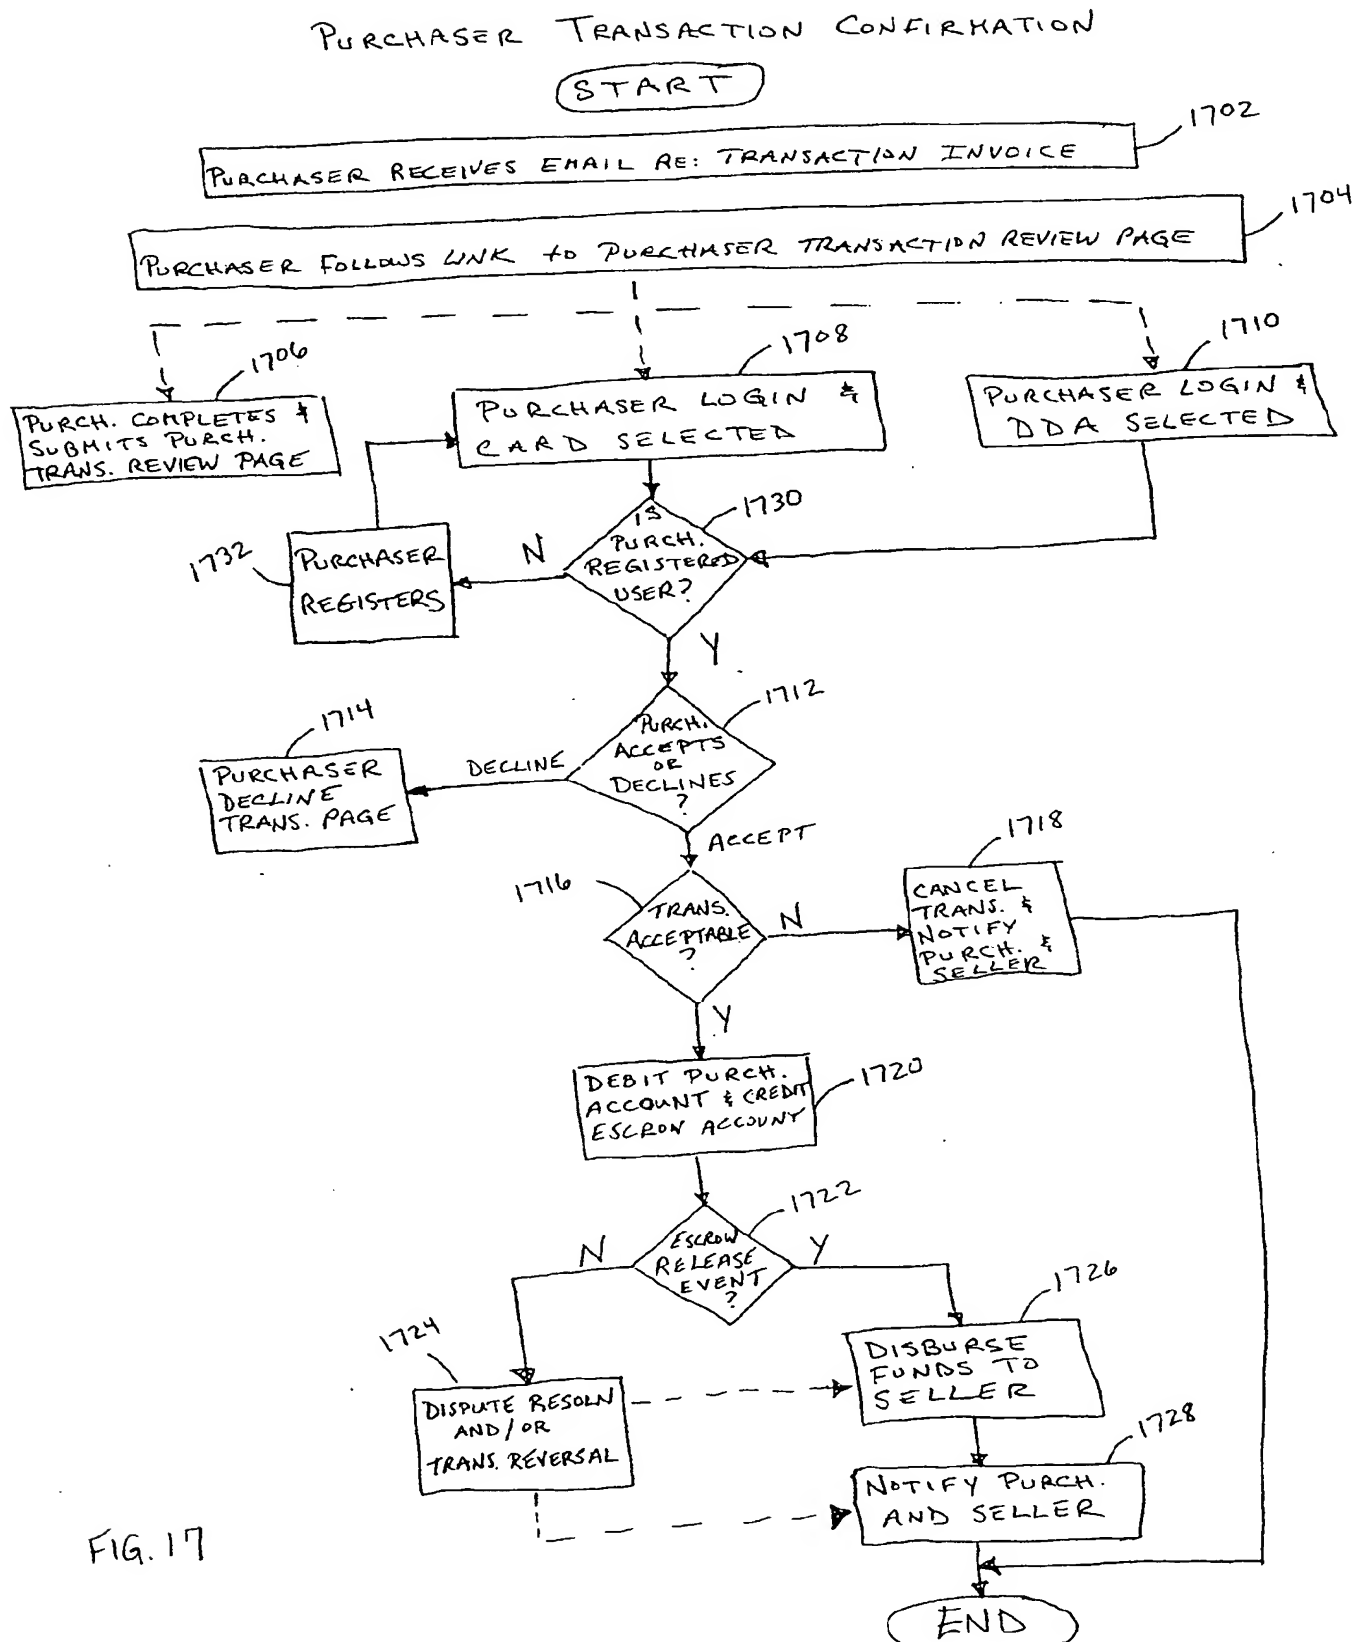 PURCHASER TRANSACTION CONFIRMATION
START
1702
PURCHASER RECEIVES EMAIL RE: TRANSACTION INVOICE
1704
PURCHASER FOLLOWS LINK to PURCHASER TRANSACTION REVIEW PAGE
1706
1708
1710
PURCH. COMPLETES &
SUBMITS PURCH.
TRANS. REVIEW PAGE
PURCHASER LOGIN &
CARD SELECTED
PURCHASER LOGIN &
DDA SELECTED
1730
IS
PURCH.
REGISTERED
USER?
N
1732
PURCHASER
REGISTERS
Y
1712
PURCH.
ACCEPTS
OR
DECLINES
?
DECLINE
1714
PURCHASER
DECLINE
TRANS. PAGE
ACCEPT
1716
TRANS.
ACCEPTABLE
?
N
1718
CANCEL
TRANS. &
NOTIFY
PURCH. &
SELLER
Y
DEBIT PURCH.
ACCOUNT & CREDIT
ESCROW ACCOUNT
1720
1722
ESCROW
RELEASE
EVENT
?
N
Y
1724
DISPUTE RESOLN
AND/OR
TRANS. REVERSAL
1726
DISBURSE
FUNDS TO
SELLER
1728
NOTIFY PURCH.
AND SELLER
FIG. 17
END